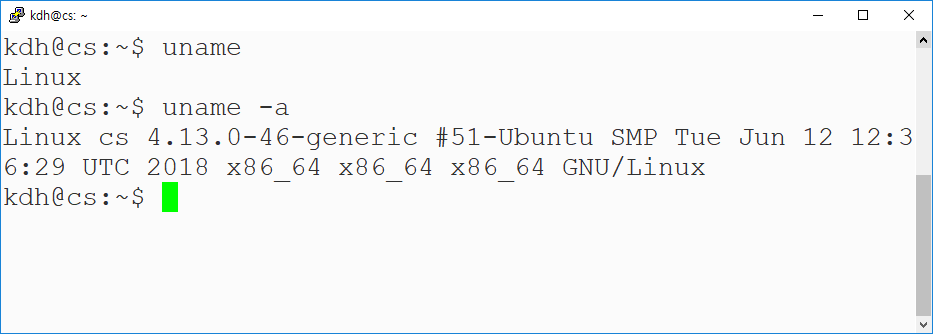 kdh@cs: ~
kdh@cs:~$ uname
Linux
kdh@cs:~$ uname -a
Linux cs 4.13.0-46-generic #51-Ubuntu SMP Tue Jun 12 12:3
6:29 UTC 2018 x86_64 x86_64 x86_64 GNU/Linux
kdh@cs:~$